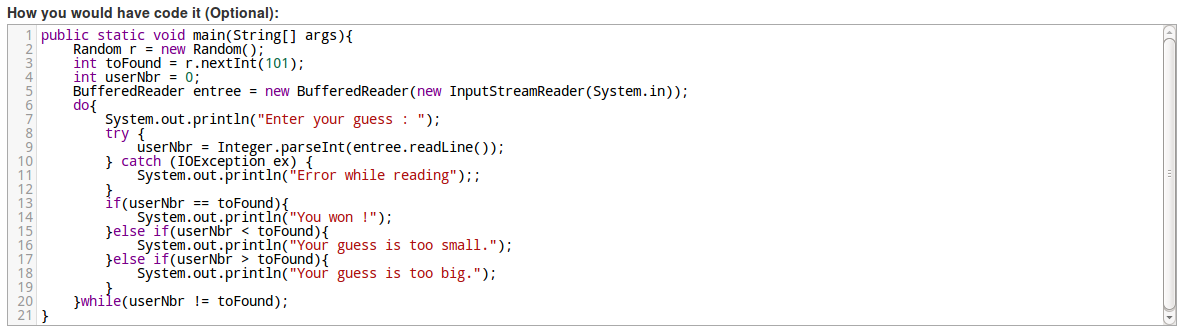 How you would have code it (Optional):
1 public static void main(String[] args){
2     Random r = new Random();
3     int toFound = r.nextInt(101);
4     int userNbr = 0;
5     BufferedReader entree = new BufferedReader(new InputStreamReader(System.in));
6     do{
7         System.out.println("Enter your guess : ");
8         try {
9             userNbr = Integer.parseInt(entree.readLine());
10         } catch (IOException ex) {
11             System.out.println("Error while reading");;
12         }
13         if(userNbr == toFound){
14             System.out.println("You won !");
15         }else if(userNbr < toFound){
16             System.out.println("Your guess is too small.");
17         }else if(userNbr > toFound){
18             System.out.println("Your guess is too big.");
19         }
20     }while(userNbr != toFound);
21 }